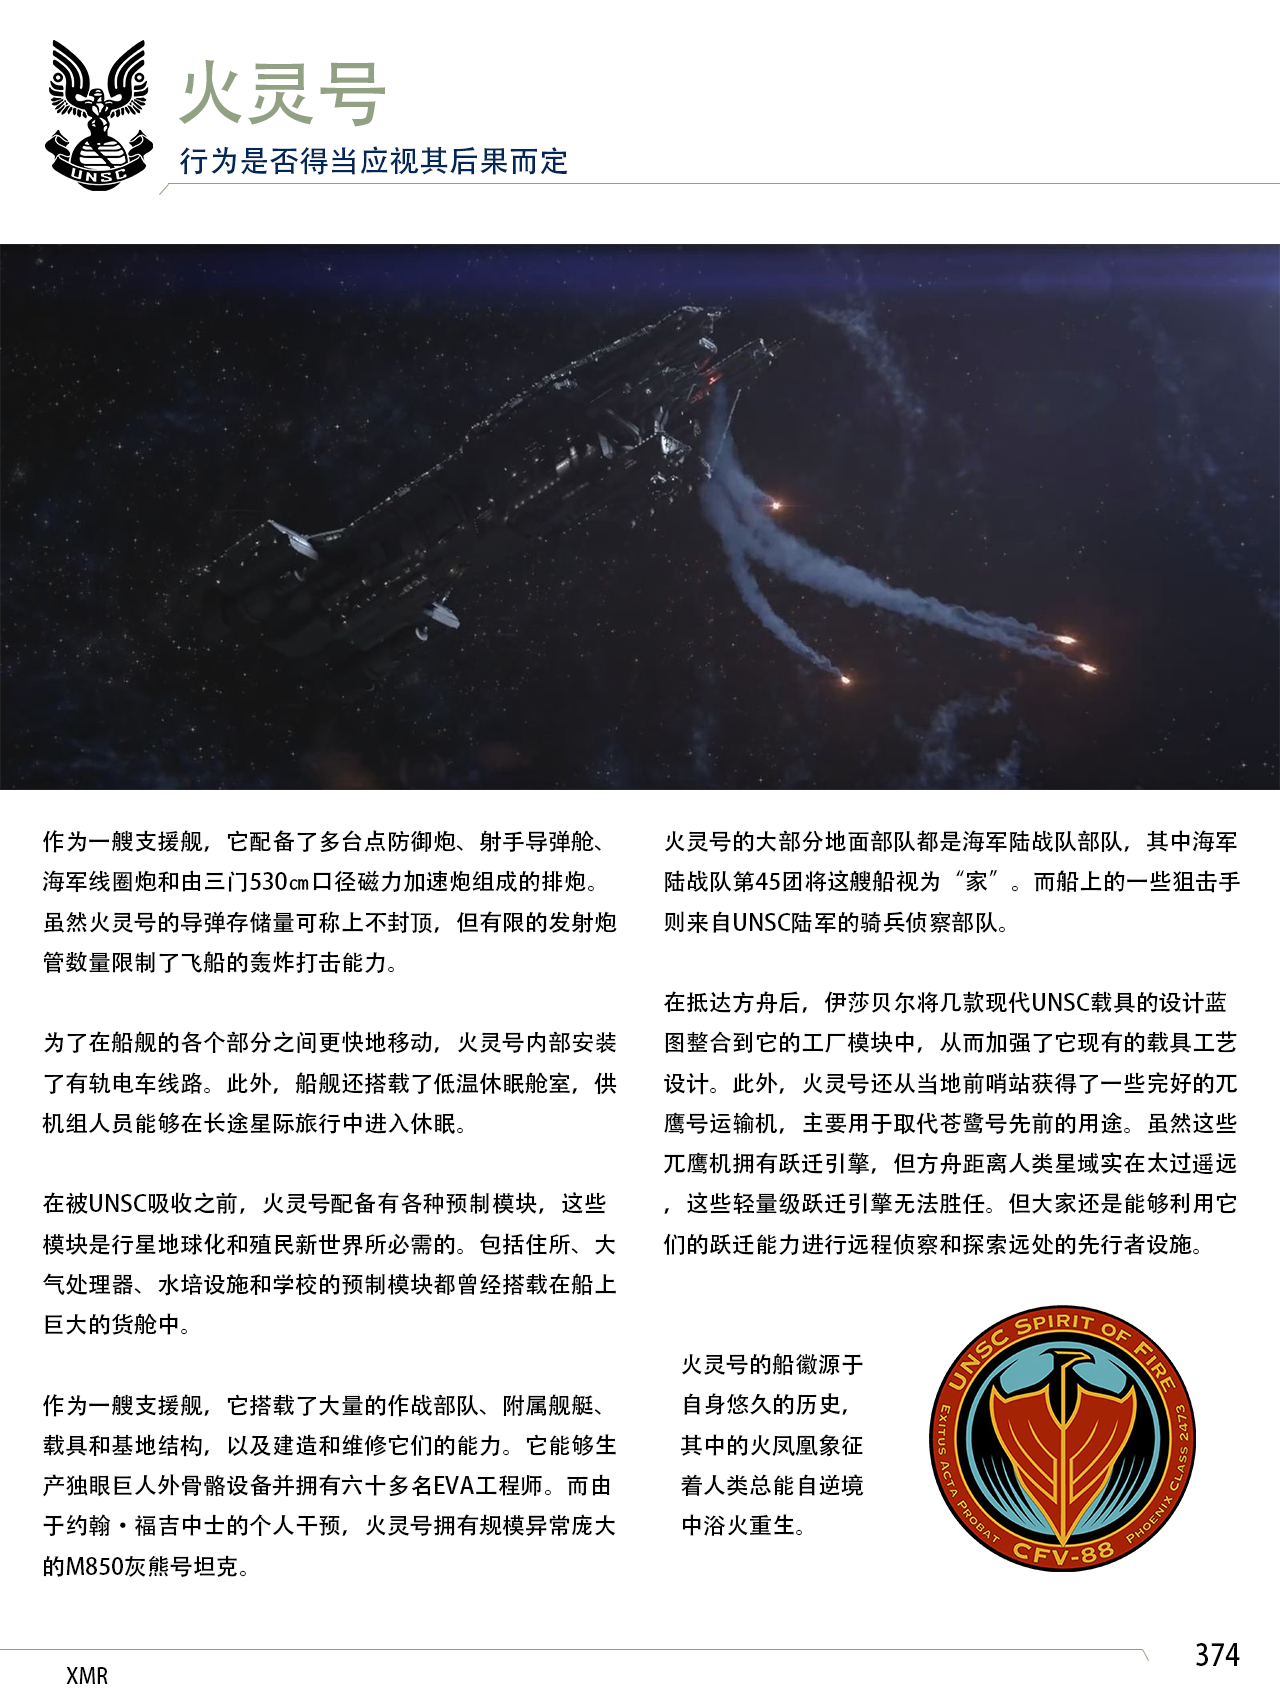 UNSC
火灵号
行为是否得当应视其后果而定
作为一艘支援舰，它配备了多台点防御炮、射手导弹舱、
海军线圈炮和由三门530㎝口径磁力加速炮组成的排炮。
虽然火灵号的导弹存储量可称上不封顶，但有限的发射炮
管数量限制了飞船的轰炸打击能力。
为了在船舰的各个部分之间更快地移动，火灵号内部安装
了有轨电车线路。此外，船舰还搭载了低温休眠舱室，供
机组人员能够在长途星际旅行中进入休眠。
在被UNSC吸收之前，火灵号配备有各种预制模块，这些
模块是行星地球化和殖民新世界所必需的。包括住所、大
气处理器、水培设施和学校的预制模块都曾经搭载在船上
巨大的货舱中。
作为一艘支援舰，它搭载了大量的作战部队、附属舰艇、
载具和基地结构，以及建造和维修它们的能力。它能够生
产独眼巨人外骨骼设备并拥有六十多名EVA工程师。而由
于约翰·福吉中士的个人干预，火灵号拥有规模异常庞大
的M850灰熊号坦克。
火灵号的大部分地面部队都是海军陆战队部队，其中海军
陆战队第45团将这艘船视为“家”。而船上的一些狙击手
则来自UNSC陆军的骑兵侦察部队。
在抵达方舟后，伊莎贝尔将几款现代UNSC载具的设计蓝
图整合到它的工厂模块中，从而加强了它现有的载具工艺
设计。此外，火灵号还从当地前哨站获得了一些完好的兀
鹰号运输机，主要用于取代苍鹭号先前的用途。虽然这些
兀鹰机拥有跃迁引擎，但方舟距离人类星域实在太过遥远
，这些轻量级跃迁引擎无法胜任。但大家还是能够利用它
们的跃迁能力进行远程侦察和探索远处的先行者设施。
火灵号的船徽源于
自身悠久的历史，
其中的火凤凰象征
着人类总能自逆境
中浴火重生。
UNSC SPIRIT OF FIRE
EXITUS ACTA PROBAT
CFV-88
PHOENIX CLASS 2473
XMR
374